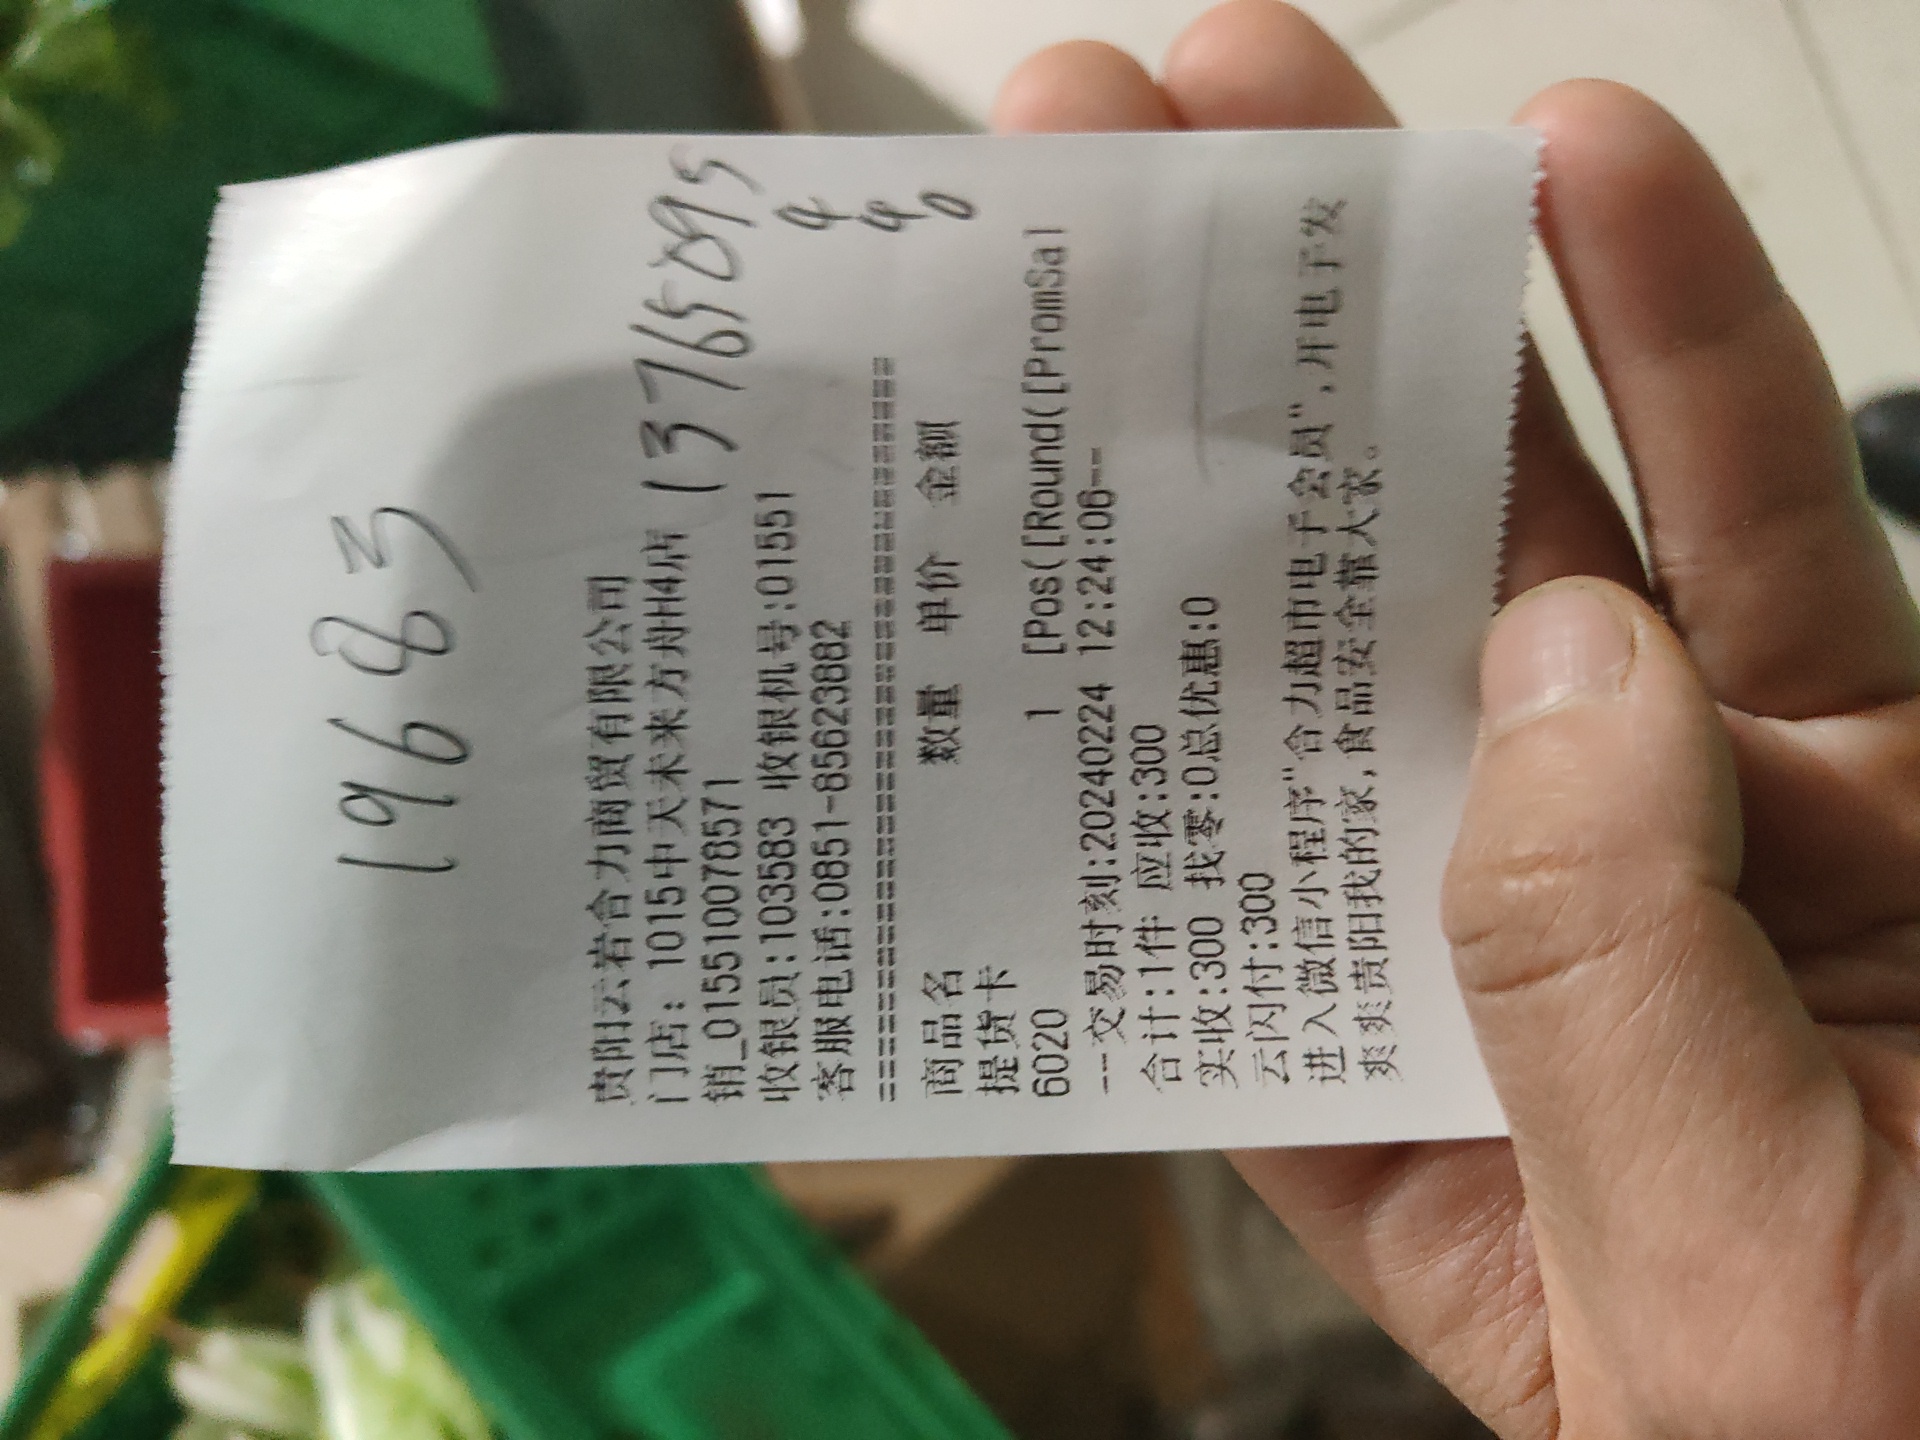 19683
贵阳云岩合力商贸有限公司
门店: 1015中天未来方舟H4店
13765095
440
销_015510078571
收银员:103583 收银机号:01551
客服电话:0851-85623882
==========================================
商品名 数量 单价 金额
提货卡
6020 1 [Pos([Round([PromSal
--交易时刻:20240224 12:24:06--
合计:1件 应收:300
实收:300 找零:0总优惠:0
云闪付:300
进入微信小程序"合力超市电子会员",开电子发
爽爽贵阳我的家,食品安全靠大家。